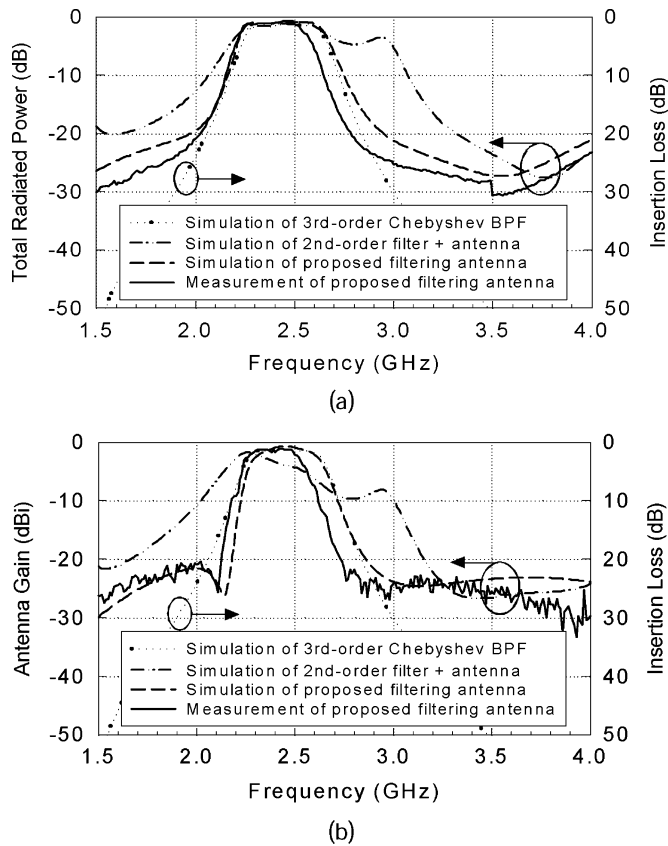 0
-10
-20
-30
-40
-50
Total Radiated Power (dB)
0
10
20
30
40
50
Insertion Loss (dB)
Simulation of 3rd-order Chebyshev BPF
Simulation of 2nd-order filter + antenna
Simulation of proposed filtering antenna
Measurement of proposed filtering antenna
1.5 2.0 2.5 3.0 3.5 4.0
Frequency (GHz)
(a)
0
-10
-20
-30
-40
-50
Antenna Gain (dBi)
0
10
20
30
40
50
Insertion Loss (dB)
Simulation of 3rd-order Chebyshev BPF
Simulation of 2nd-order filter + antenna
Simulation of proposed filtering antenna
Measurement of proposed filtering antenna
1.5 2.0 2.5 3.0 3.5 4.0
Frequency (GHz)
(b)